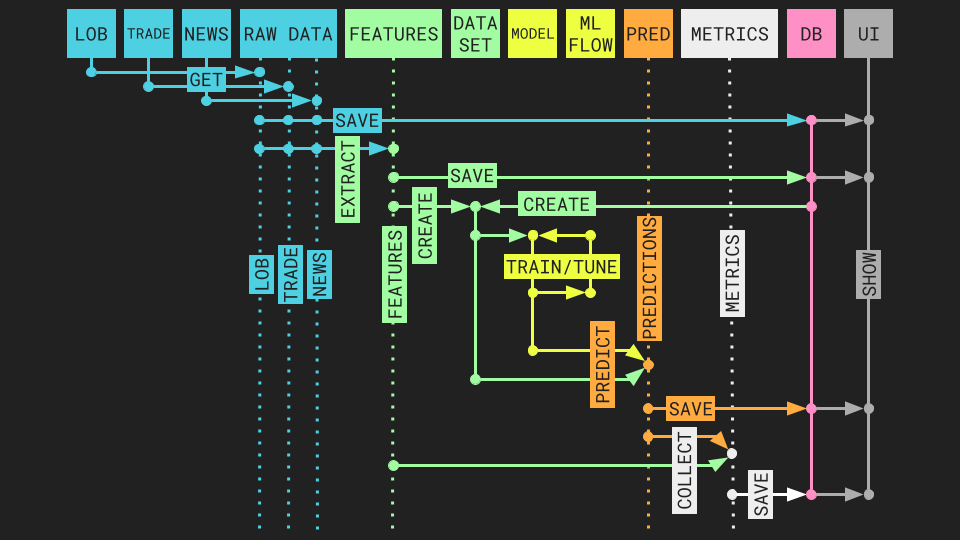 LOB
TRADE
NEWS
RAW DATA
FEATURES
DATA
SET
MODEL
ML
FLOW
PRED
METRICS
DB
UI
GET
SAVE
EXTRACT
SAVE
CREATE
CREATE
LOB
TRADE
NEWS
FEATURES
TRAIN/TUNE
PREDICTIONS
METRICS
SHOW
PREDICT
SAVE
COLLECT
SAVE